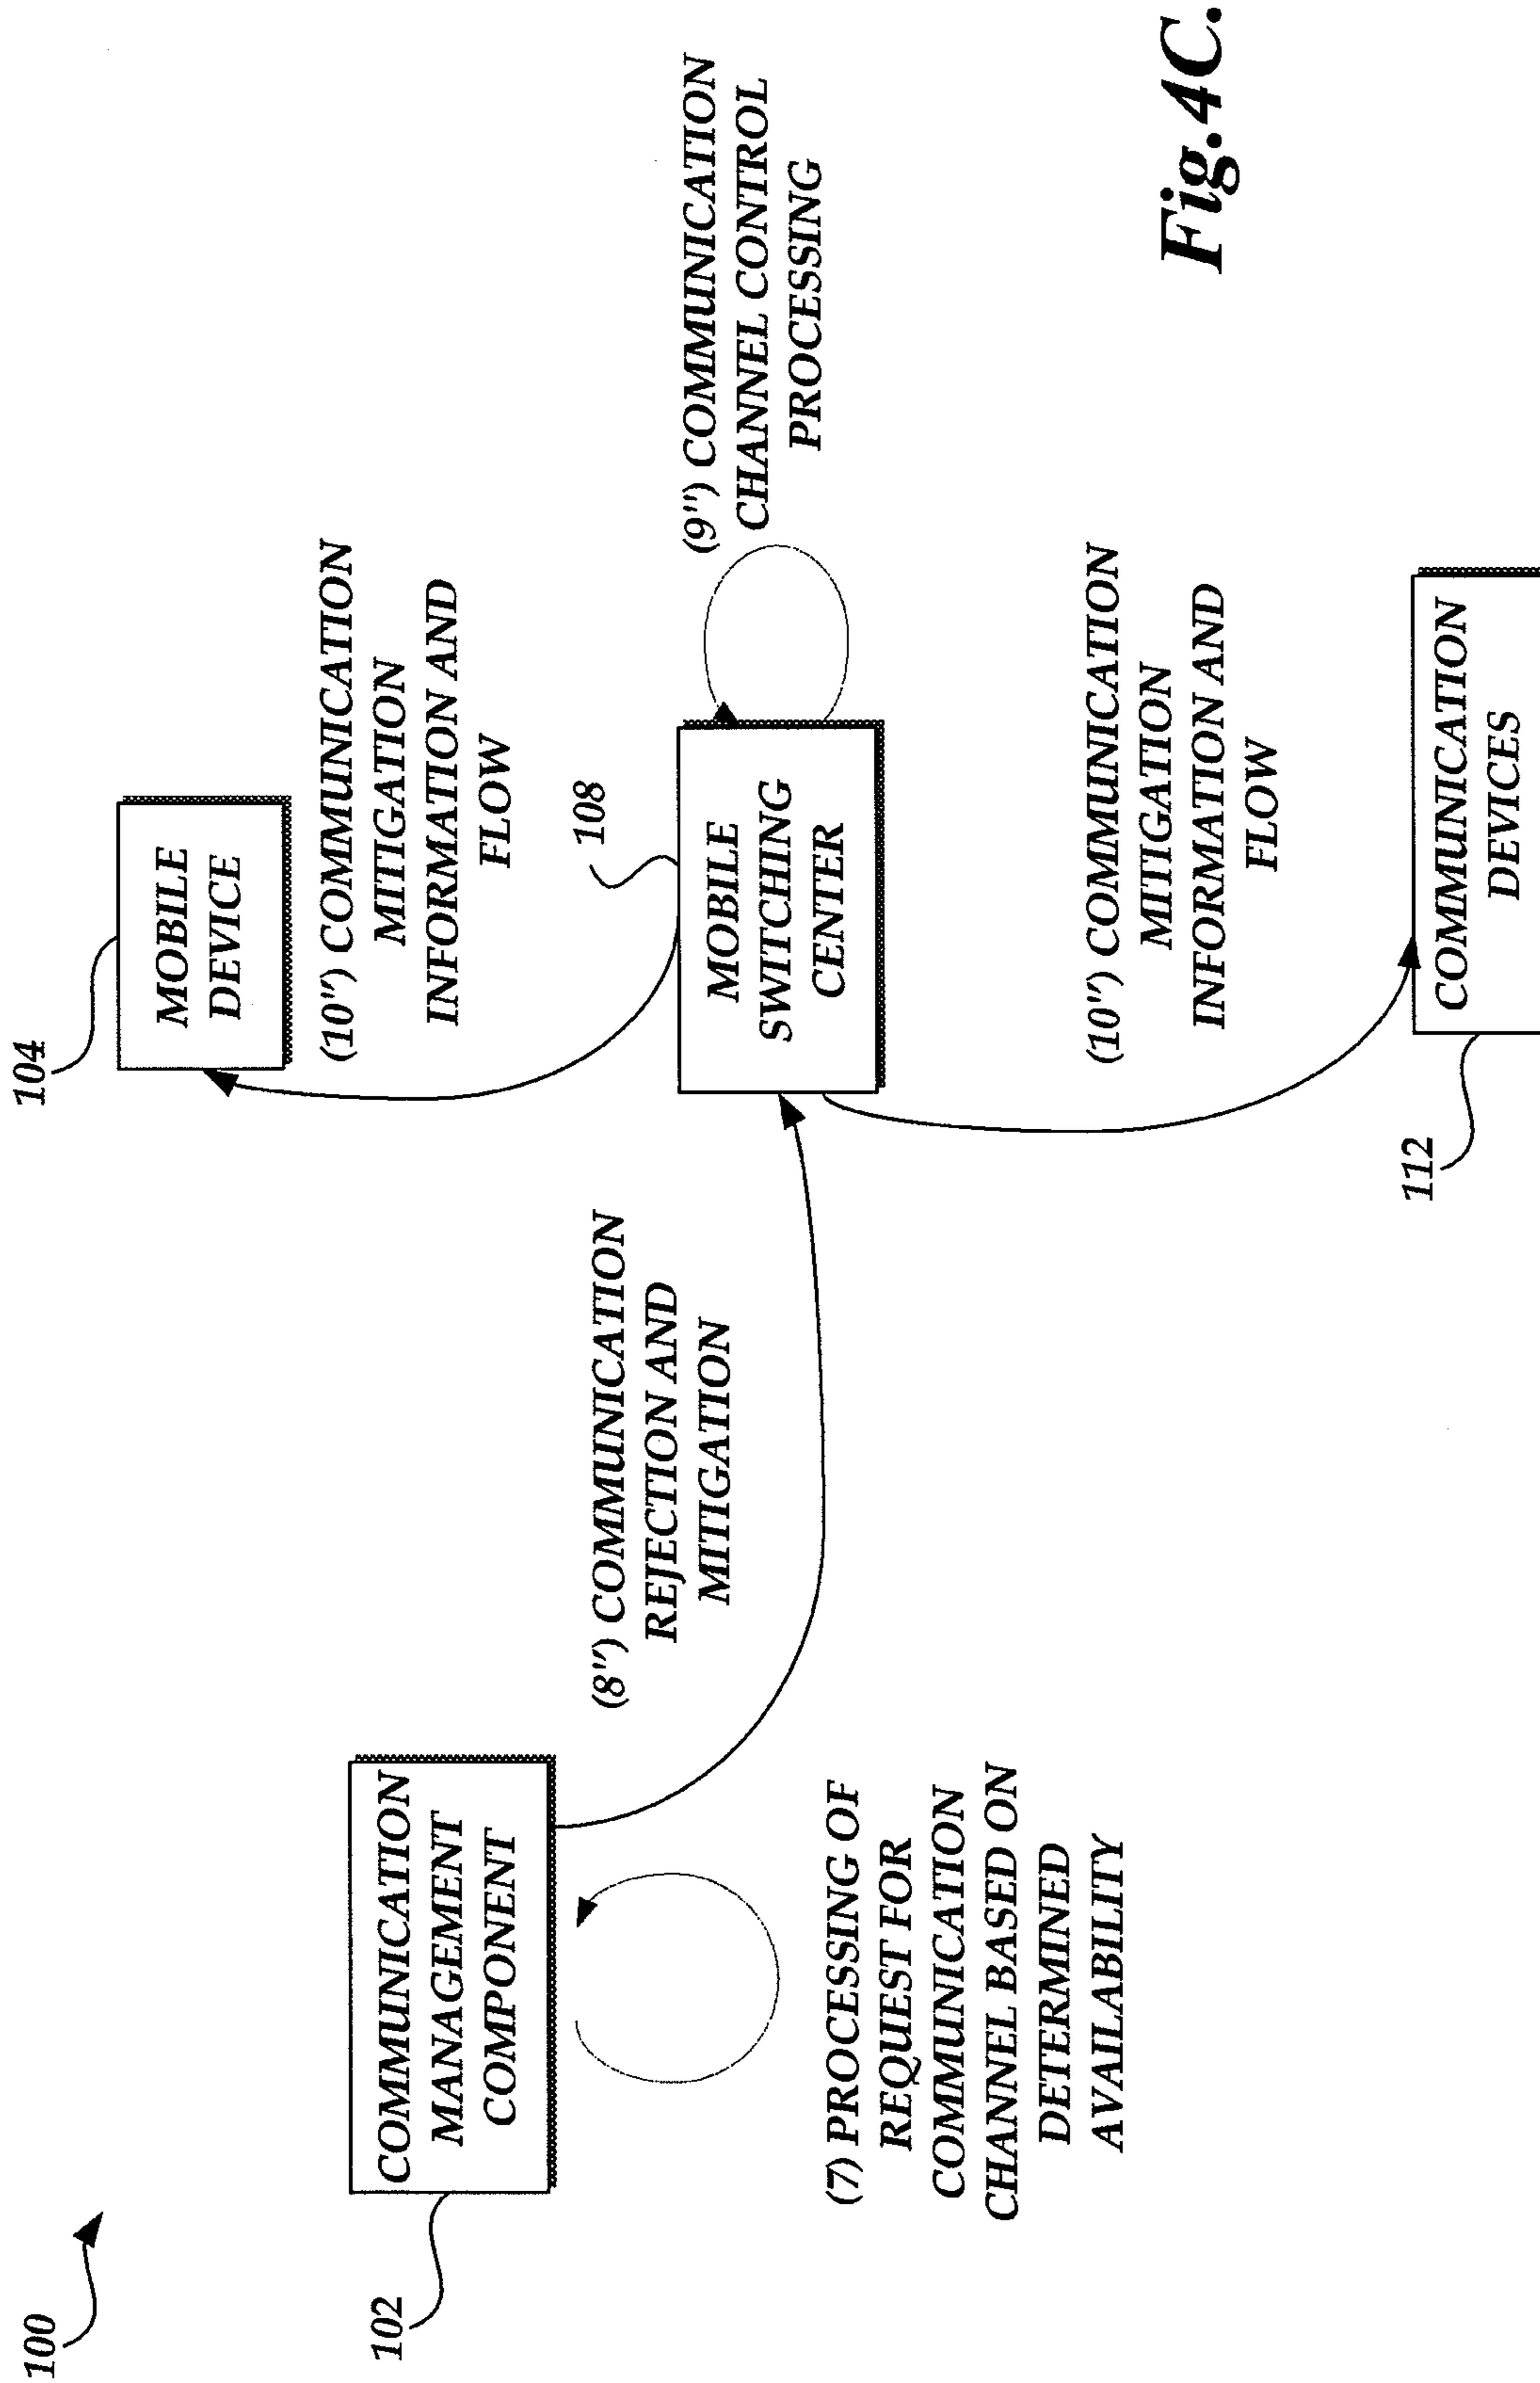 100
102
COMMUNICATION
MANAGEMENT
COMPONENT
(7) PROCESSING OF
REQUEST FOR
COMMUNICATION
CHANNEL BASED ON
DETERMINED
AVAILABILITY
(8") COMMUNICATION
REJECTION AND
MITIGATION
104
MOBILE
DEVICE
(10") COMMUNICATION
MITIGATION
INFORMATION AND
FLOW
108
MOBILE
SWITCHING
CENTER
(9") COMMUNICATION
CHANNEL CONTROL
PROCESSING
(10") COMMUNICATION
MITIGATION
INFORMATION AND
FLOW
112
COMMUNICATION
DEVICES
Fig.4C.